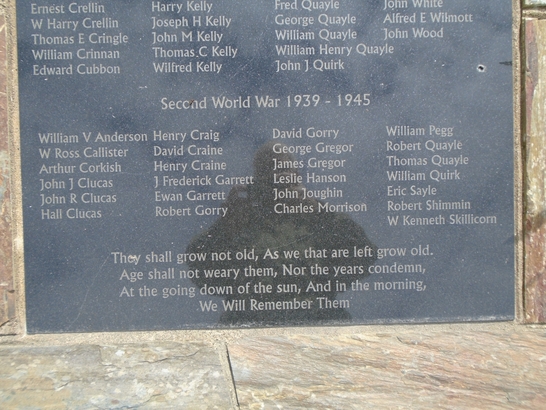 Ernest Crellin Harry Kelly Fred Quayle John White
W Harry Crellin Joseph H Kelly George Quayle Alfred E Wilmott
Thomas E Cringle John M Kelly William Quayle John Wood
William Crinnan Thomas C Kelly William Henry Quayle
Edward Cubbon Wilfred Kelly John J Quirk
Second World War 1939 - 1945
William V Anderson Henry Craig David Gorry William Pegg
W Ross Callister David Craine George Gregor Robert Quayle
Arthur Corkish Henry Craine James Gregor Thomas Quayle
John J Clucas J Frederick Garrett Leslie Hanson William Quirk
John R Clucas Ewan Garrett John Joughin Eric Sayle
Hall Clucas Robert Gorry Charles Morrison Robert Shimmin
W Kenneth Skillicorn
They shall grow not old, As we that are left grow old.
Age shall not weary them, Nor the years condemn,
At the going down of the sun, And in the morning,
We Will Remember Them